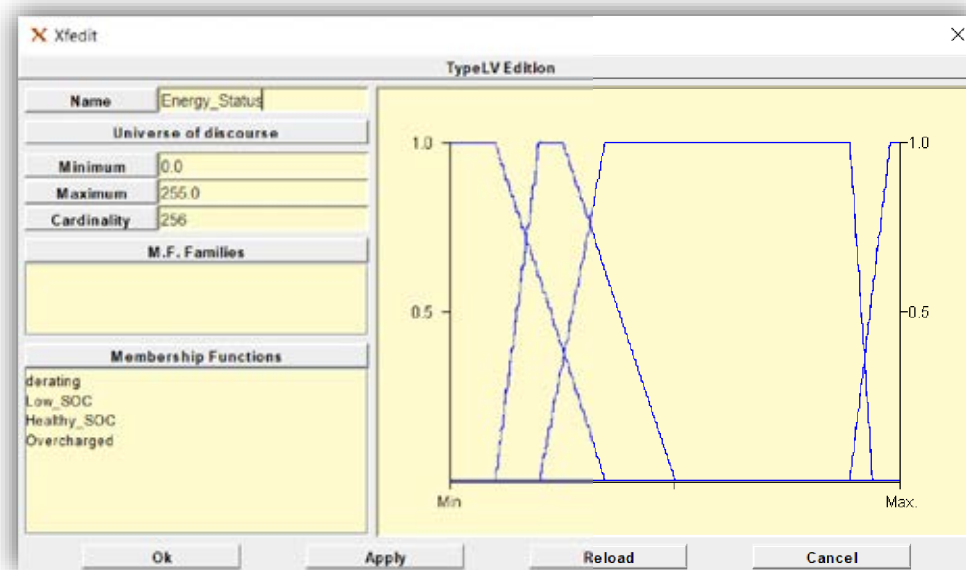 Xfedit
TypeLV Edition
Name Energy_Status
Universe of discourse
Minimum 0.0
Maximum 255.0
Cardinality 256
M.F. Families
Membership Functions
derating
Low_SOC
Healthy_SOC
Overcharged
1.0 1.0
0.5 0.5
Min Max.
Ok Apply Reload Cancel